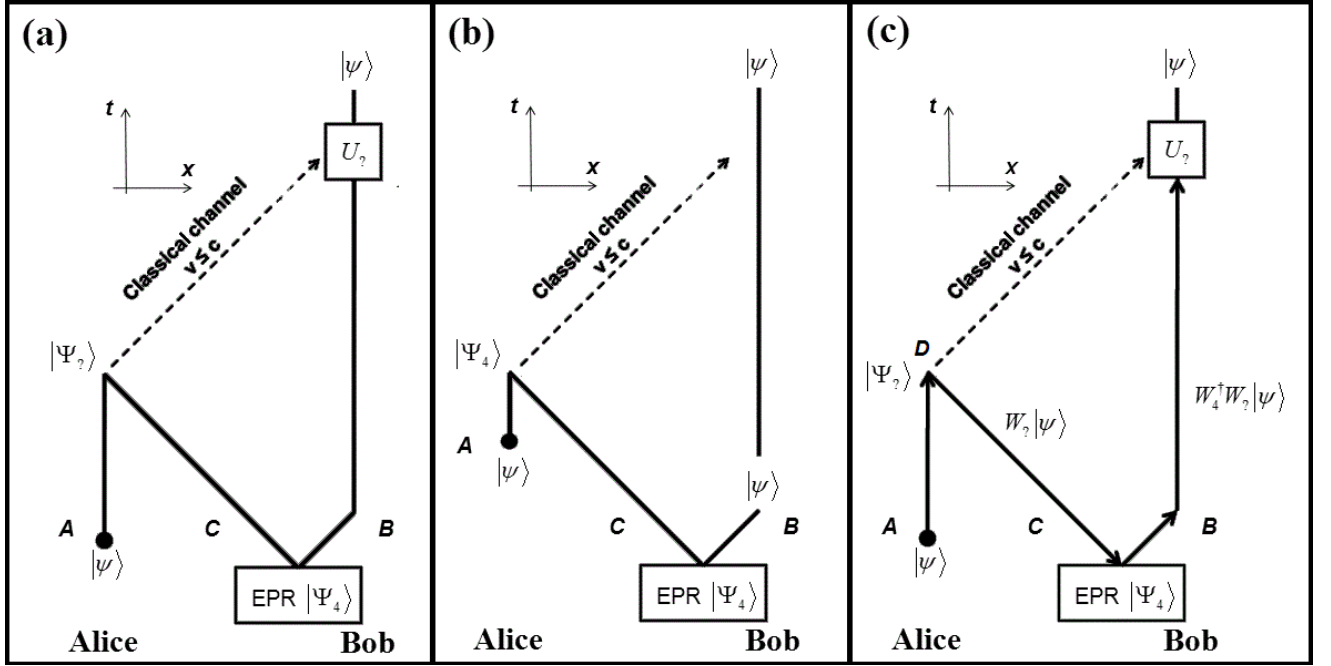 (a)
|ψ⟩
t
U?
x
Classical channel
v ≤ c
|Ψ?⟩
A
C
B
|ψ⟩
EPR |Ψ4⟩
Alice
Bob
(b)
|ψ⟩
t
x
Classical channel
v ≤ c
|Ψ4⟩
A
|ψ⟩
|ψ⟩
C
B
EPR |Ψ4⟩
Alice
Bob
(c)
|ψ⟩
t
U?
x
Classical channel
v ≤ c
D
|Ψ?⟩
W?|ψ⟩
W4†W?|ψ⟩
A
C
B
|ψ⟩
EPR |Ψ4⟩
Alice
Bob